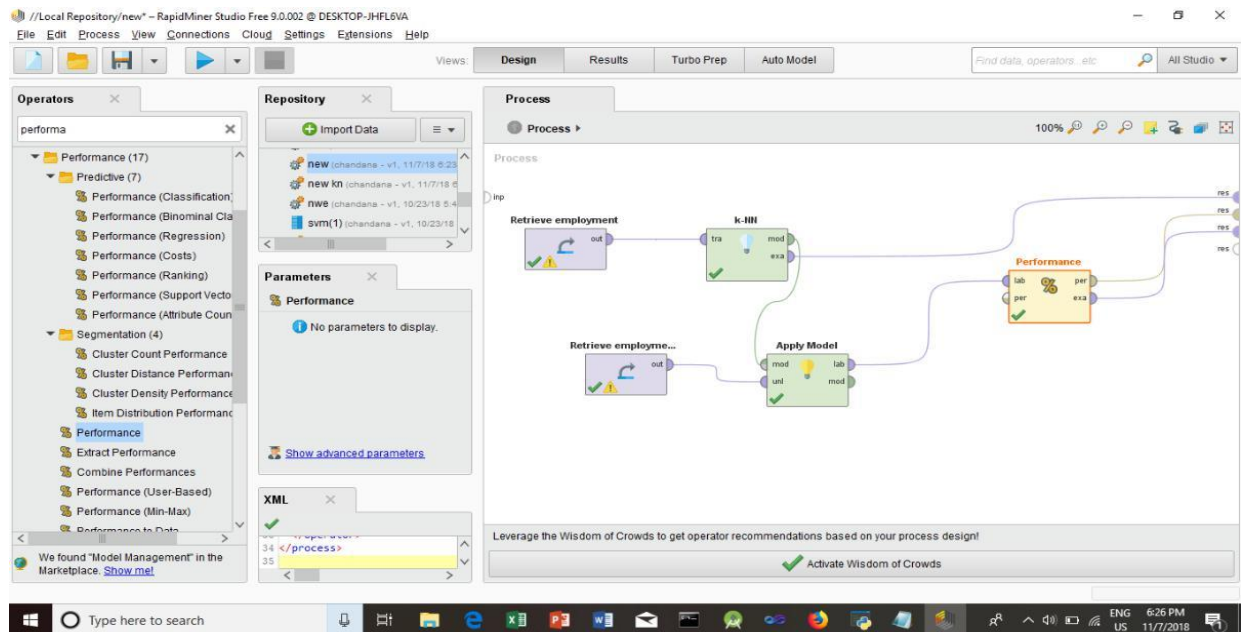 //Local Repository/new* – RapidMiner Studio Free 9.0.002 @ DESKTOP-JHFL6VA
File Edit Process View Connections Cloud Settings Extensions Help
Views: Design Results Turbo Prep Auto Model Find data, operators...etc All Studio
Operators
performa
Performance (17)
Predictive (7)
Performance (Classification)
Performance (Binominal Cla
Performance (Regression)
Performance (Costs)
Performance (Ranking)
Performance (Support Vecto
Performance (Attribute Coun
Segmentation (4)
Cluster Count Performance
Cluster Distance Performan
Cluster Density Performance
Item Distribution Performanc
Performance
Extract Performance
Combine Performances
Performance (User-Based)
Performance (Min-Max)
Performance to Data
We found "Model Management" in the
Marketplace. Show me!
Repository
Import Data
new (chandana - v1, 11/7/18 6:23
new kn (chandana - v1, 11/7/18 6
nwe (chandana - v1, 10/23/18 5:4
svm(1) (chandana - v1, 10/23/18
Parameters
Performance
No parameters to display.
Show advanced parameters
XML
34 </process>
35
Process
Process
100%
Process
inp
res
res
res
res
Retrieve employment
out
k-NN
tra mod
exa
Performance
lab per
per exa
Retrieve employme...
out
Apply Model
mod lab
unl mod
Leverage the Wisdom of Crowds to get operator recommendations based on your process design!
Activate Wisdom of Crowds
Type here to search
ENG 6:26 PM
US 11/7/2018